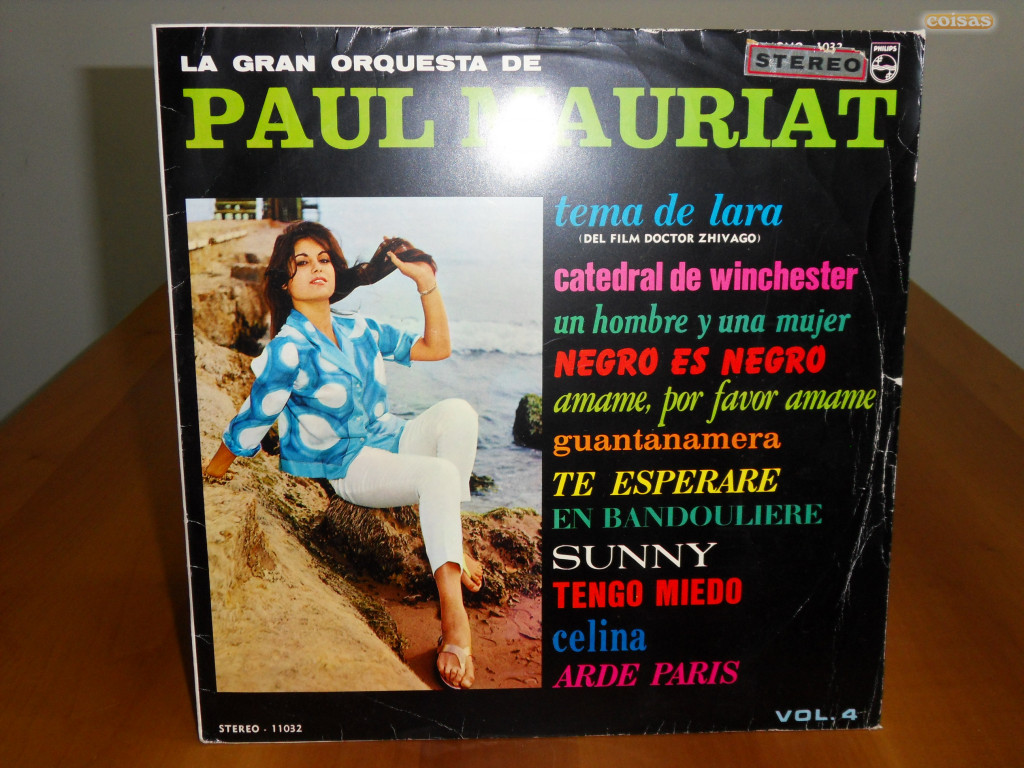 coisas
LA GRAN ORQUESTA DE
STEREO
PHILIPS
PAUL MAURIAT
tema de lara
(DEL FILM DOCTOR ZHIVAGO)
catedral de winchester
un hombre y una mujer
NEGRO ES NEGRO
amame, por favor amame
guantanamera
TE ESPERARE
EN BANDOULIERE
SUNNY
TENGO MIEDO
celina
ARDE PARIS
VOL. 4
STEREO - 11032